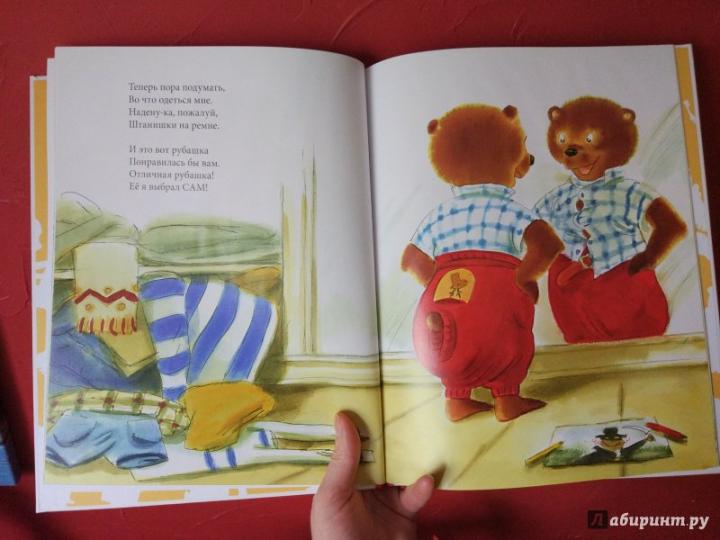 Теперь пора подумать,
Во что одеться мне.
Надену-ка, пожалуй,
Штанишки на ремне.
И это вот рубашка
Понравилась бы вам.
Отличная рубашка!
Её я выбрал САМ!
Лабиринт.ру